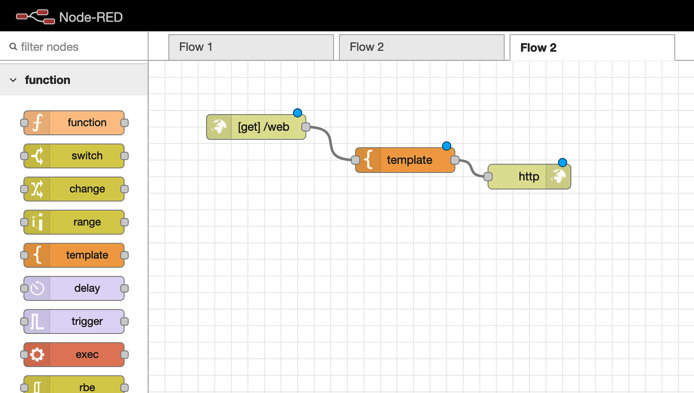 Node-RED
filter nodes
Flow 1
Flow 2
Flow 2
function
function
switch
change
range
template
delay
trigger
exec
rbe
[get] /web
template
http